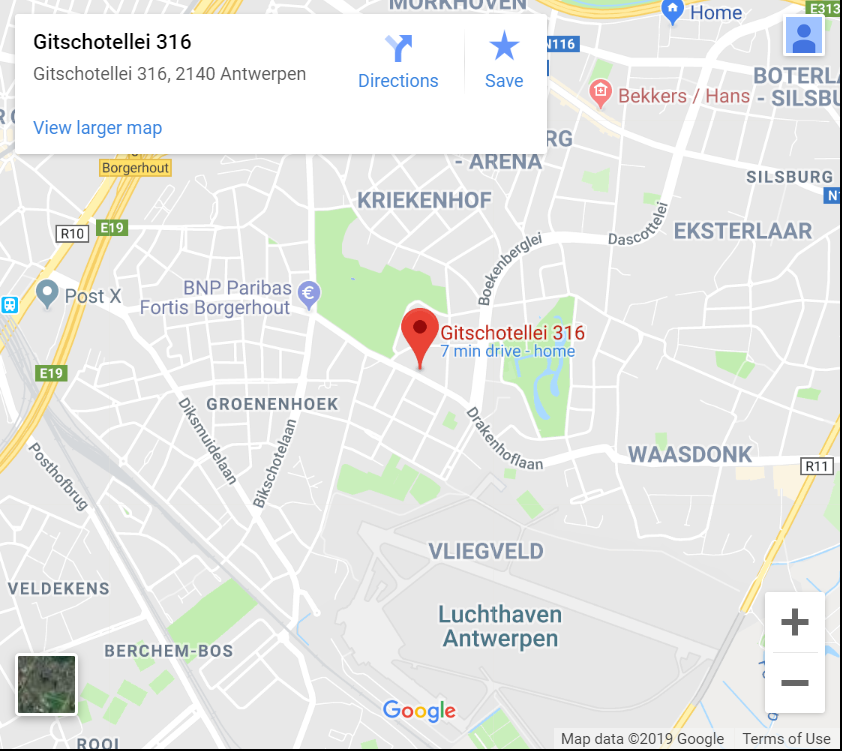 MORKHOVEN
Home
E313
Gitschotellei 316
Gitschotellei 316, 2140 Antwerpen
Directions
Save
View larger map
N116
BOTERLA
- SILSBU
Bekkers / Hans
RG
- ARENA
Borgerhout
SILSBURG
KRIEKENHOF
R10
E19
Dascottelei
EKSTERLAAR
Boekenberglei
Post X
BNP Paribas
Fortis Borgerhout
€
Gitschotellei 316
7 min drive - home
E19
GROENENHOEK
Diksmuidelaan
Bikschotelaan
Drakenhoflaan
WAASDONK
R11
Posthofbrug
VLIEGVELD
VELDEKENS
Luchthaven
Antwerpen
BERCHEM-BOS
Google
ROOI
Map data ©2019 Google
Terms of Use